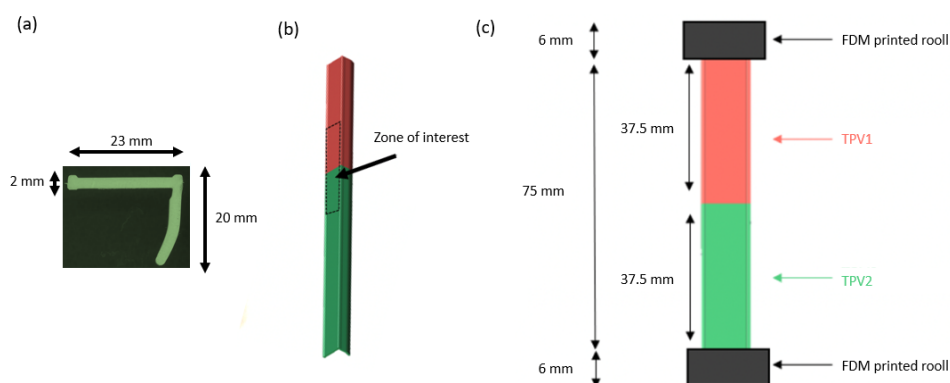 (a)
23 mm
2 mm
20 mm
(b)
Zone of interest
(c)
6 mm
FDM printed rooll
37.5 mm
TPV1
75 mm
37.5 mm
TPV2
6 mm
FDM printed rooll